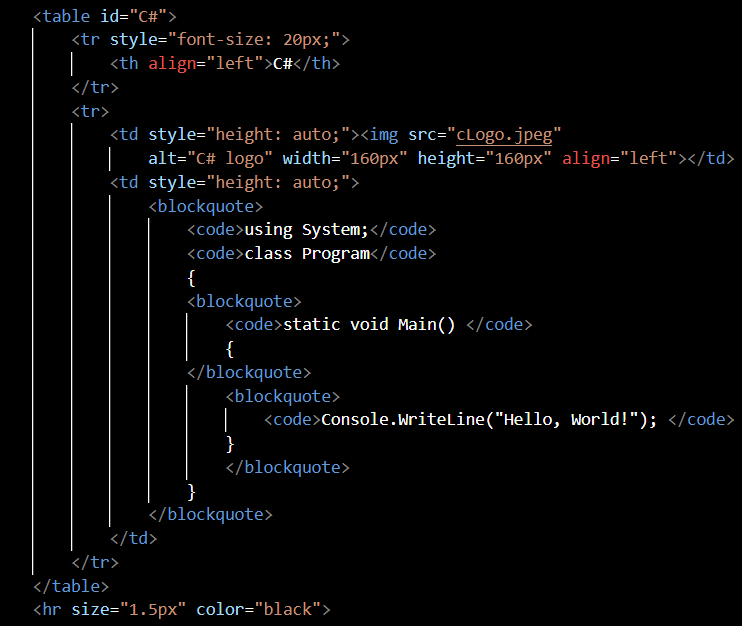 <table id="C#">
<tr style="font-size: 20px;">
<th align="left">C#</th>
</tr>
<tr>
<td style="height: auto;"><img src="cLogo.jpeg"
alt="C# logo" width="160px" height="160px" align="left"></td>
<td style="height: auto;">
<blockquote>
<code>using System;</code>
<code>class Program</code>
{
<blockquote>
<code>static void Main() </code>
{
</blockquote>
<blockquote>
<code>Console.WriteLine("Hello, World!"); </code>
}
</blockquote>
}
</blockquote>
</td>
</tr>
</table>
<hr size="1.5px" color="black">